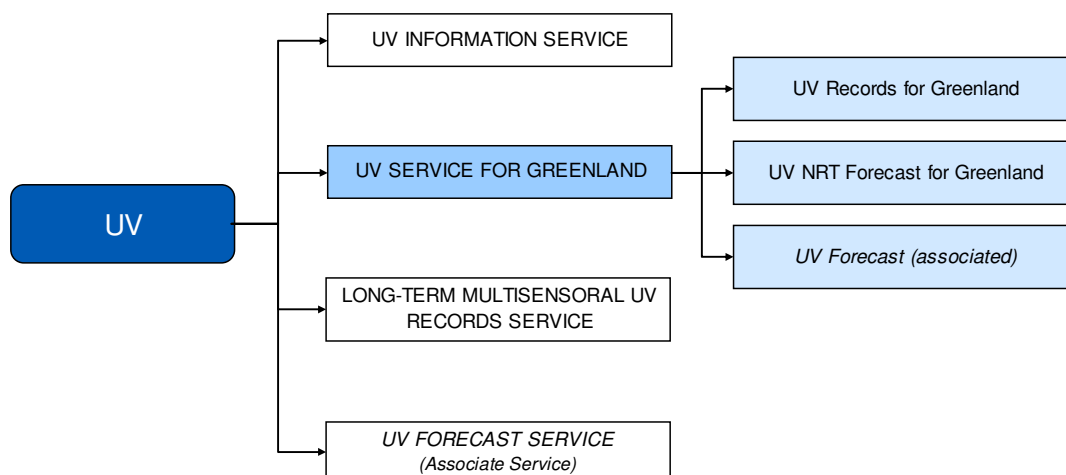 UV
UV INFORMATION SERVICE
UV SERVICE FOR GREENLAND
LONG-TERM MULTISENSORAL UV
RECORDS SERVICE
UV FORECAST SERVICE
(Associate Service)
UV Records for Greenland
UV NRT Forecast for Greenland
UV Forecast (associated)